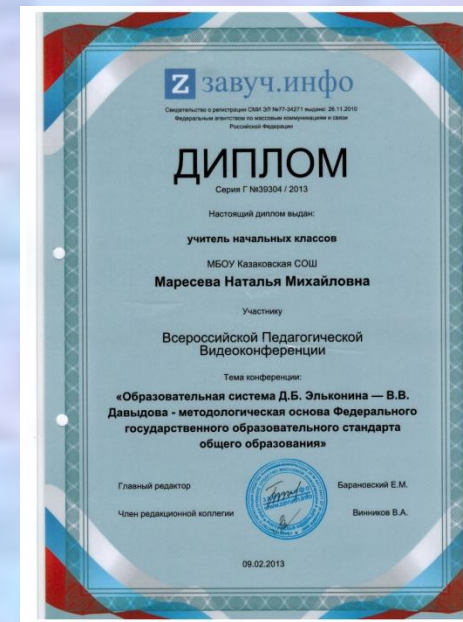 Z завуч.инфо
Свидетельство о регистрации СМИ ЭЛ №77-34271 выдано: 26.11.2010
Федеральным агентством по массовым коммуникациям и связи
Российской Федерации
ДИПЛОМ
Серия Г №39304 / 2013
Настоящий диплом выдан:
учитель начальных классов
МБОУ Казаковская СОШ
Маресева Наталья Михайловна
Участнику
Всероссийской Педагогической
Видеоконференции
Тема конференции:
«Образовательная система Д.Б. Эльконина — В.В.
Давыдова - методологическая основа Федерального
государственного образовательного стандарта
общего образования»
Главный редактор Барановский Е.М.
Член редакционной коллегии Винников В.А.
09.02.2013